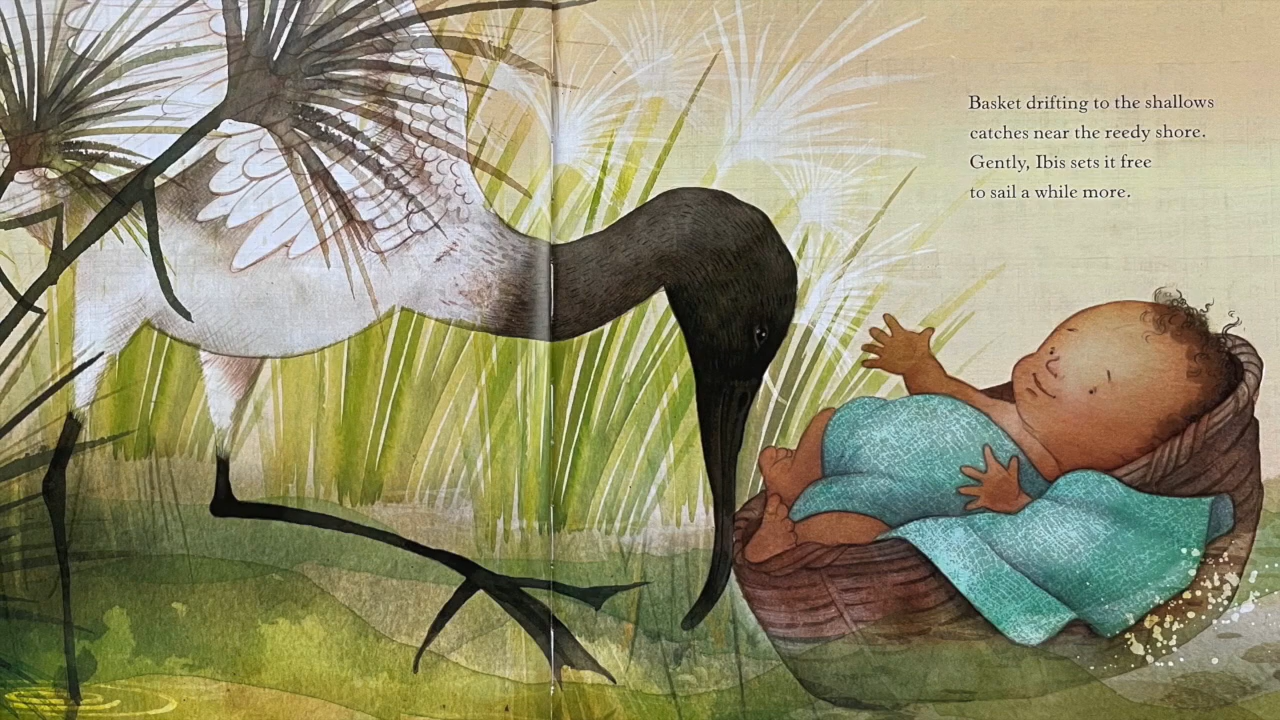 Basket drifting to the shallows
catches near the reedy shore.
Gently, Ibis sets it free
to sail a while more.